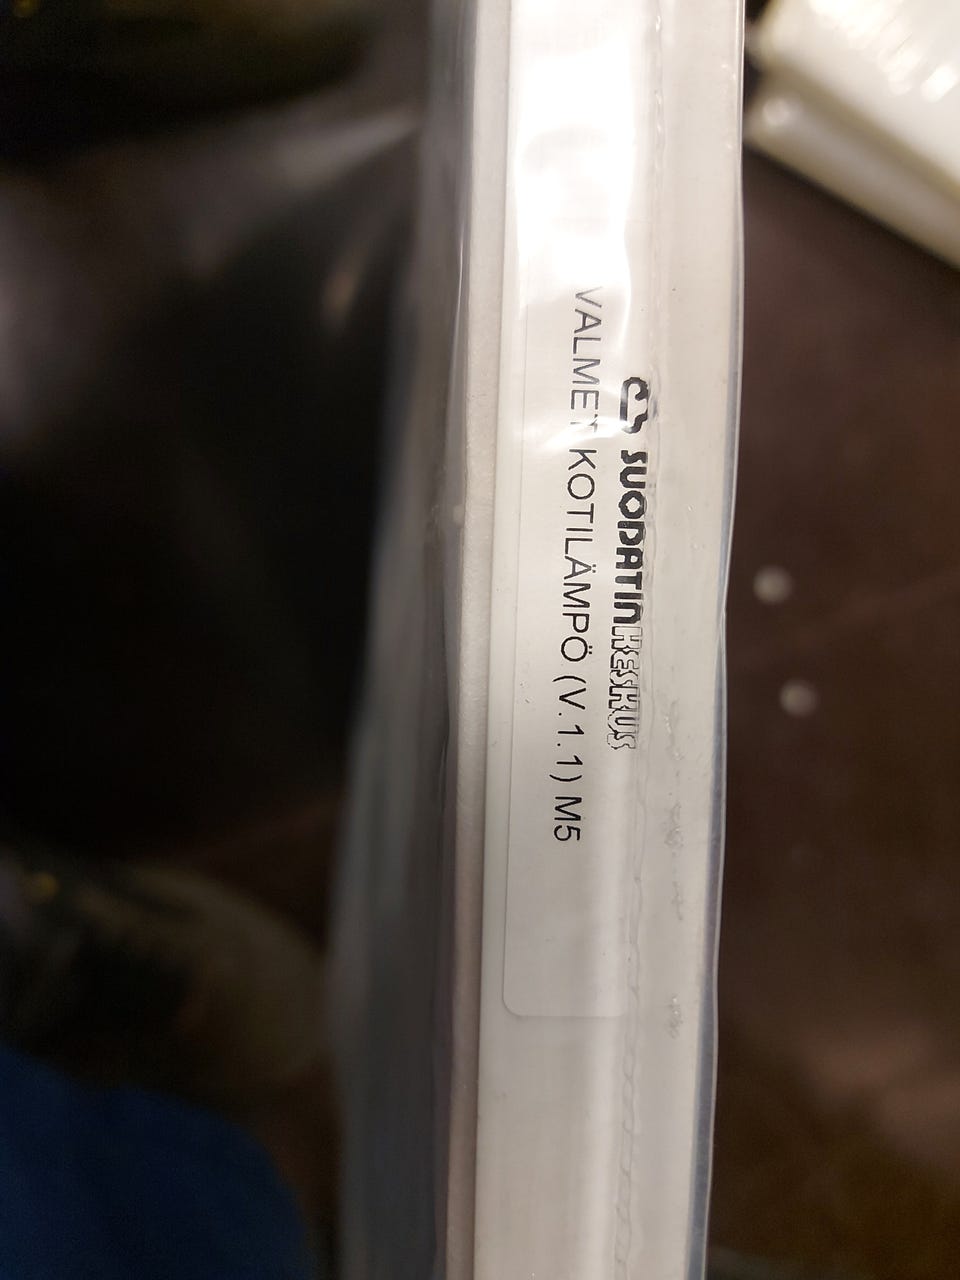 SUODATINKESKUS
VALMET KOTILÄMPÖ (V.1.1) M5